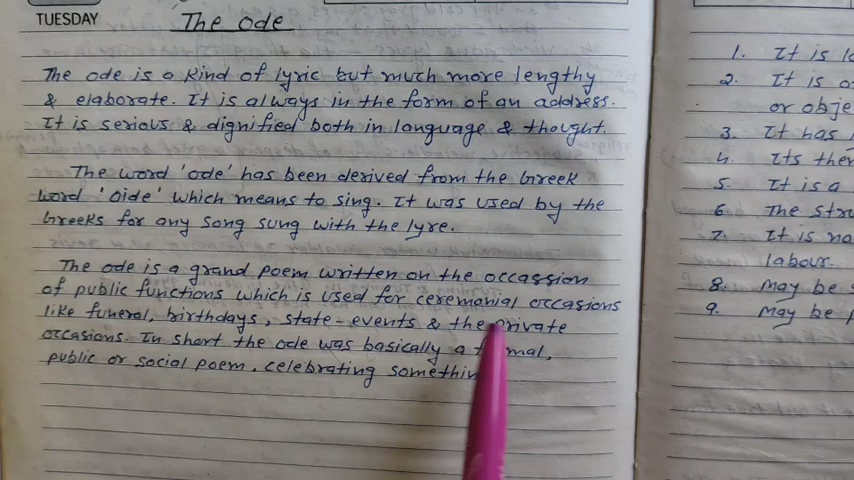 TUESDAY
The ode
The ode is a kind of lyric but much more lengthy
& elaborate. It is always in the form of an address.
It is serious & dignified both in language & thought.
The word 'ode' has been derived from the Greek
word 'oide' which means to sing. It was used by the
Greeks for any song sung with the lyre.
The ode is a grand poem written on the occassion
of public functions which is used for ceremonial occasions
like funeral, birthdays, state-events & the private
occasions. In short the ode was basically a
public or social poem, celebrating
1. It is
2. It is
or
3. It has
4. Its
5. It is a
6. The
7. It is
labour.
8. May be
9. May be